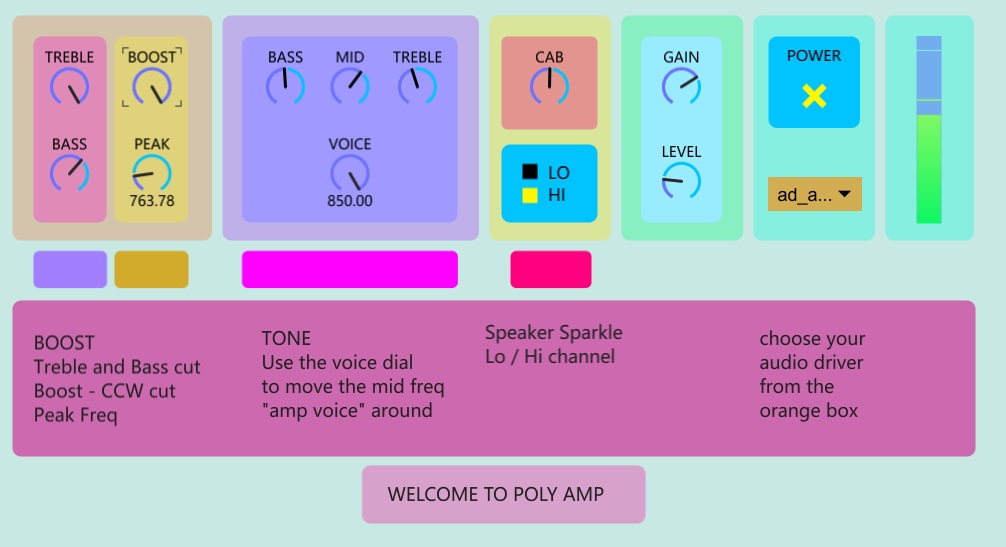 TREBLE
BOOST
BASS
PEAK
763.78
BASS
MID
TREBLE
VOICE
850.00
CAB
LO
HI
GAIN
LEVEL
POWER
ad_a...
BOOST
Treble and Bass cut
Boost - CCW cut
Peak Freq
TONE
Use the voice dial
to move the mid freq
"amp voice" around
Speaker Sparkle
Lo / Hi channel
choose your
audio driver
from the
orange box
WELCOME TO POLY AMP